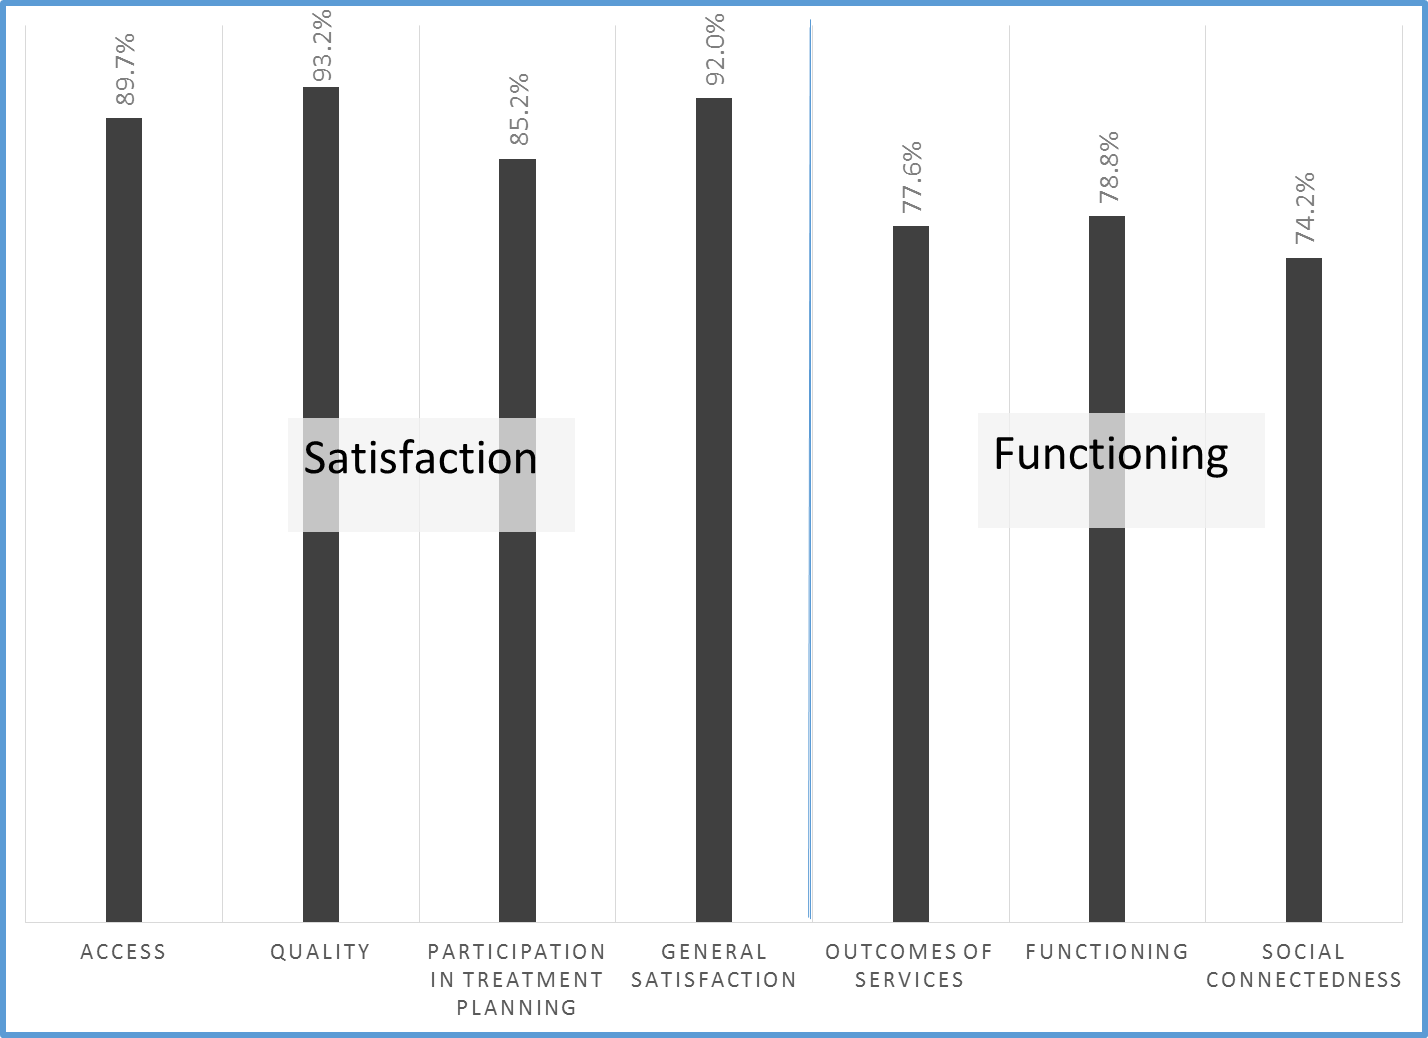 89.7%
93.2%
85.2%
92.0%
77.6%
78.8%
74.2%
Satisfaction
Functioning
ACCESS
QUALITY
PARTICIPATION
IN TREATMENT
PLANNING
GENERAL
SATISFACTION
OUTCOMES OF
SERVICES
FUNCTIONING
SOCIAL
CONNECTEDNESS